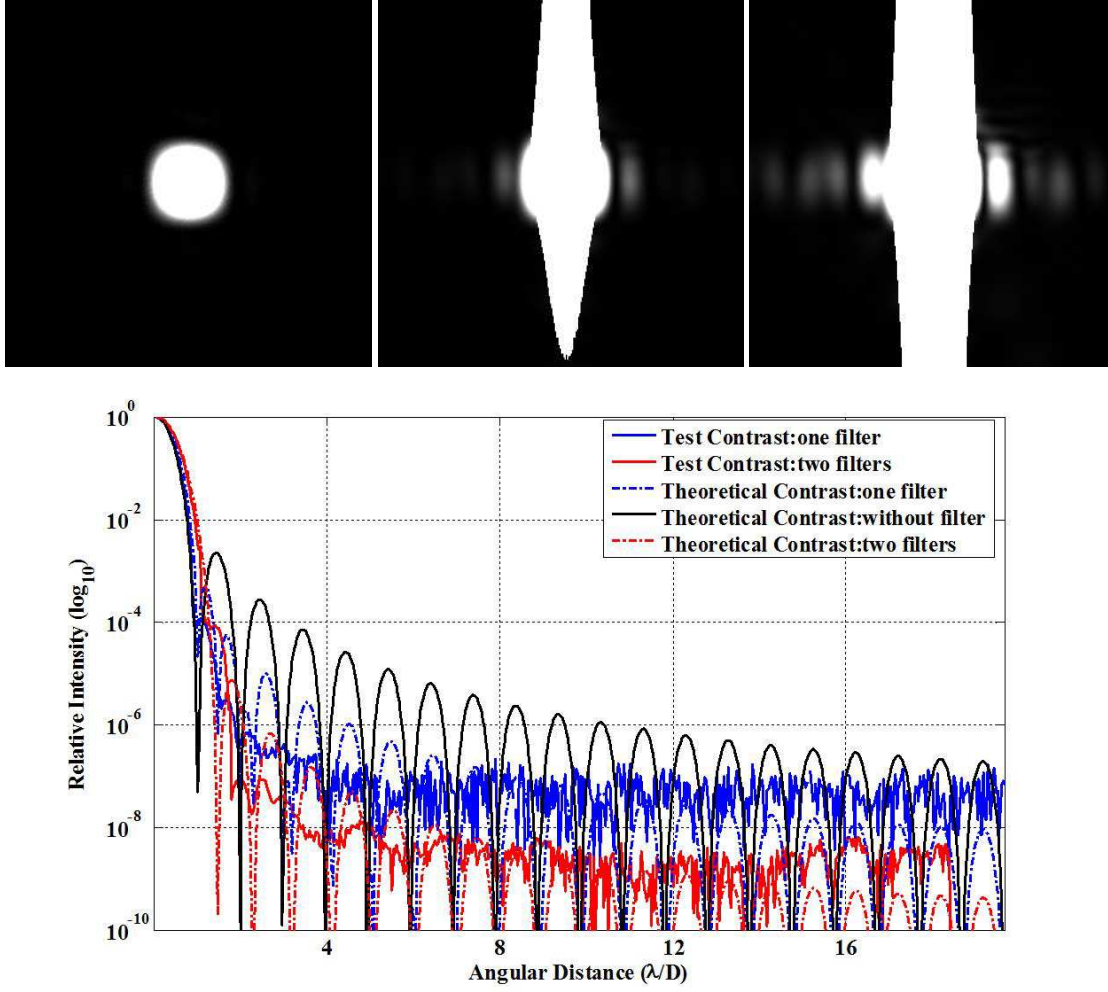 10^0
10^-2
10^-4
10^-6
10^-8
10^-10
Relative Intensity (log_10)
Test Contrast:one filter
Test Contrast:two filters
Theoretical Contrast:one filter
Theoretical Contrast:without filter
Theoretical Contrast:two filters
4 8 12 16
Angular Distance (λ/D)